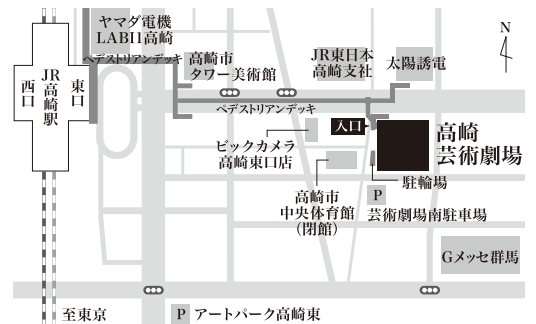 ヤマダ電機
LABI1高崎
ペデストリアンデッキ
高崎市
タワー美術館
JR東日本
高崎支社
太陽誘電
N
西口
JR高崎駅
東口
ペデストリアンデッキ
入口
高崎
芸術劇場
ビックカメラ
高崎東口店
駐輪場
高崎市
中央体育館
(閉館)
P
芸術劇場南駐車場
Gメッセ群馬
至東京
P アートパーク高崎東